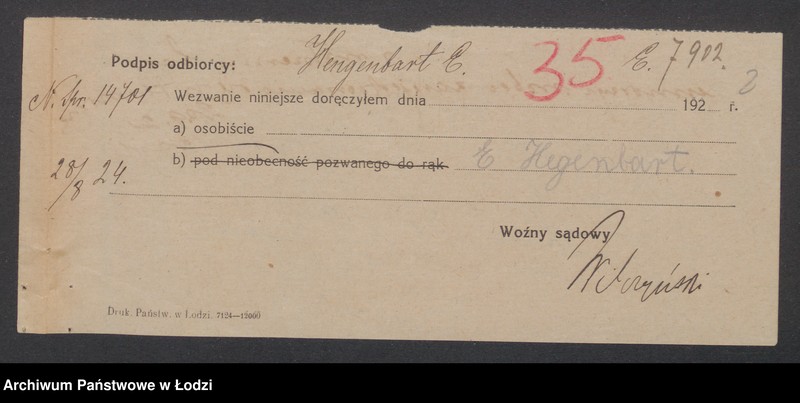 Podpis odbiorcy: Hengenbart E. 35 E. 7902. 2
N. Spr. 14701 Wezwanie niniejsze doręczyłem dnia 192 r.
a) osobiście
28/8 24. b) pod nieobecność pozwanego do rąk E Hegenbart.
Woźny sądowy
Druk. Państw. w Łodzi. 7124—12000
Archiwum Państwowe w Łodzi